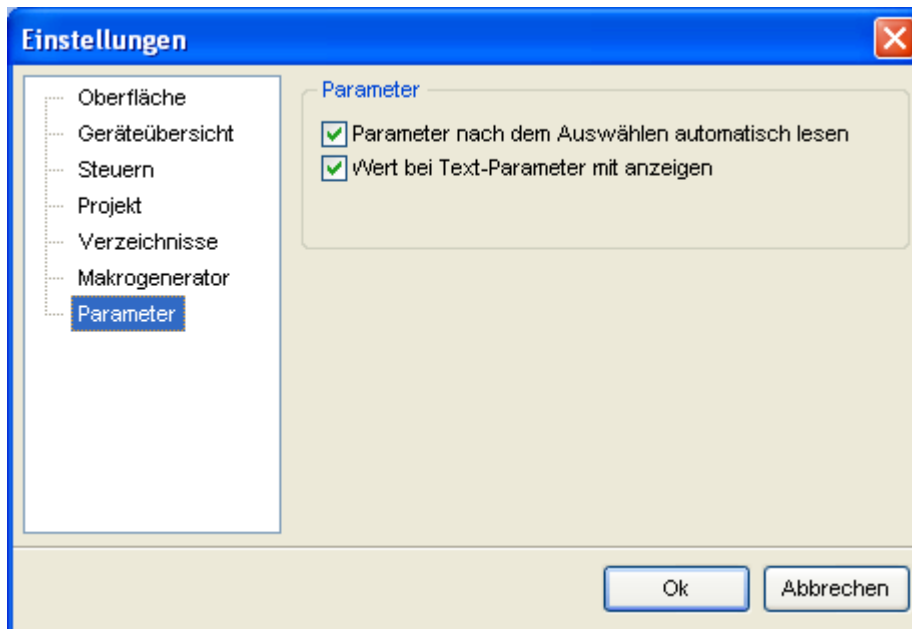 Einstellungen
Oberfläche
Geräteübersicht
Steuern
Projekt
Verzeichnisse
Makrogenerator
Parameter
Parameter
Parameter nach dem Auswählen automatisch lesen
Wert bei Text-Parameter mit anzeigen
Ok
Abbrechen